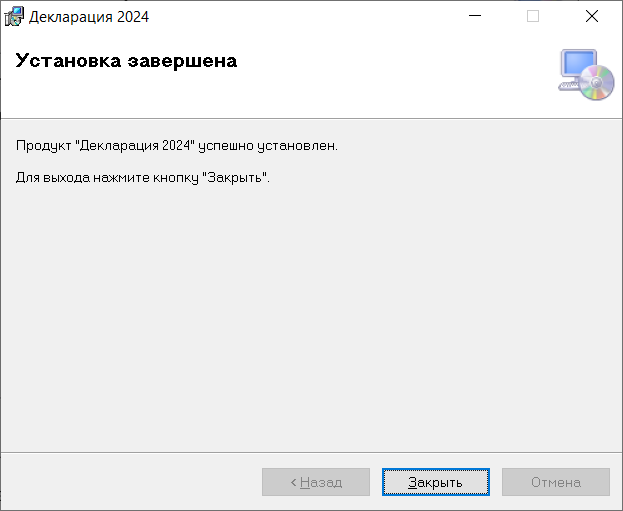 Декларация 2024
Установка завершена
Продукт "Декларация 2024" успешно установлен.
Для выхода нажмите кнопку "Закрыть".
< Назад
Закрыть
Отмена